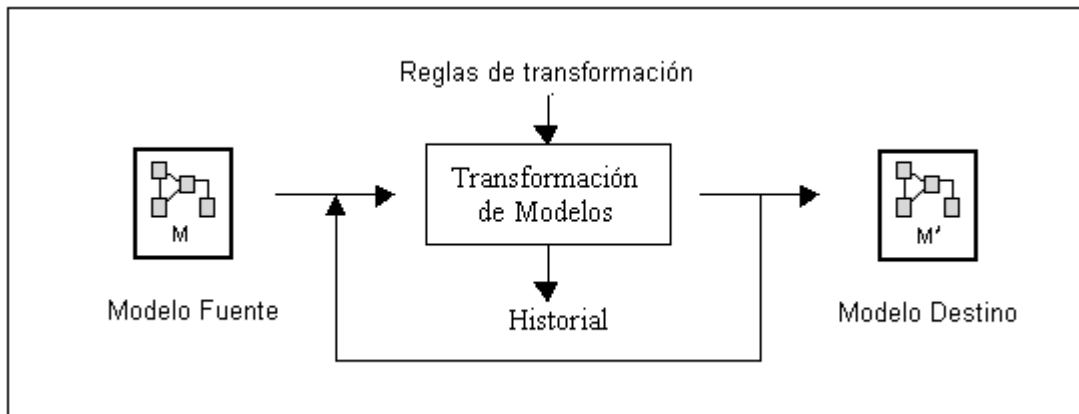 Reglas de transformación
Transformación
de Modelos
M
M'
Modelo Fuente
Historial
Modelo Destino